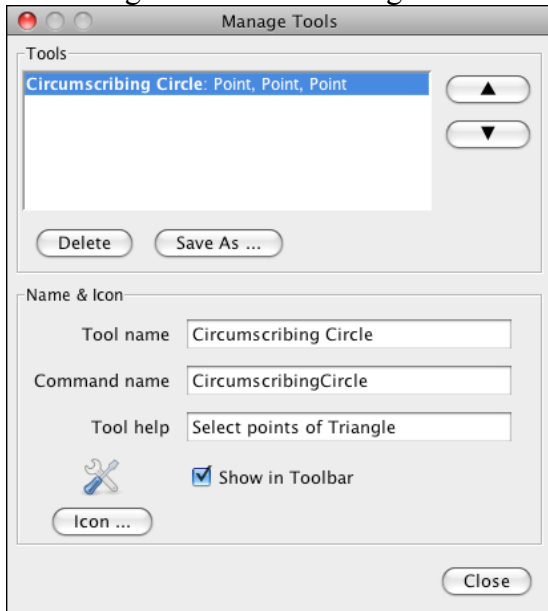 Manage Tools
Tools
Circumscribing Circle: Point, Point, Point
Delete
Save As ...
Name & Icon
Tool name
Circumscribing Circle
Command name
CircumscribingCircle
Tool help
Select points of Triangle
Show in Toolbar
Icon ...
Close